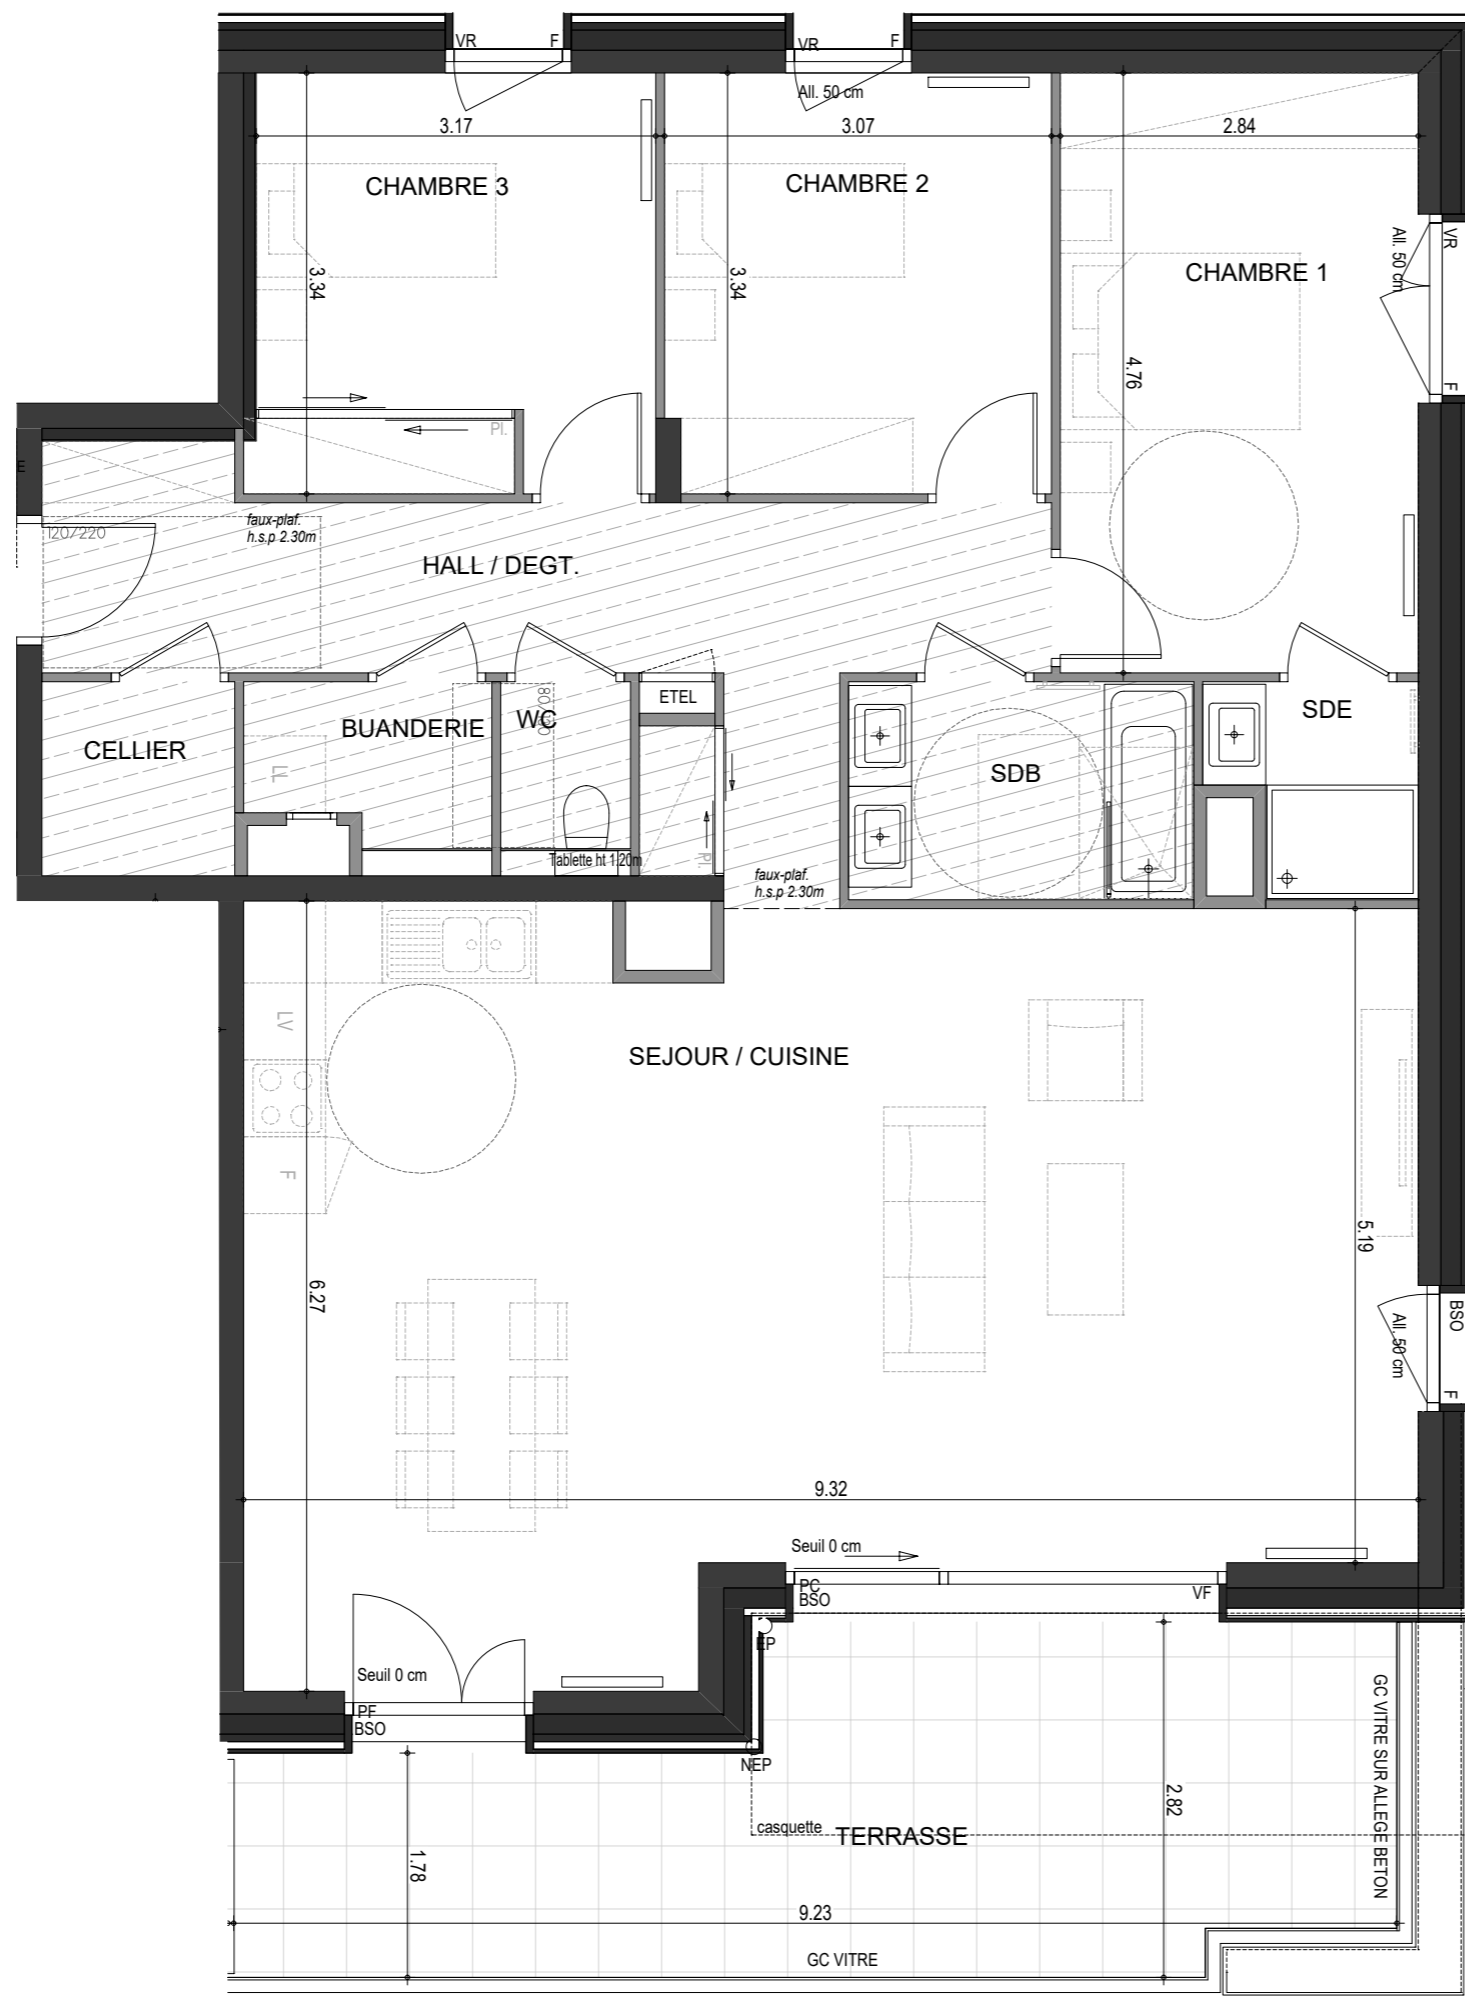 VR F
VR F
All. 50 cm
3.17
3.07
2.84
CHAMBRE 3
CHAMBRE 2
CHAMBRE 1
VR
All. 50 cm
F
3.34
3.34
4.76
Pl.
E
120/220
faux-plaf.
h.s.p 2.30m
HALL / DEGT.
CELLIER
BUANDERIE
LL
WC
ETEL
Pl.
Tablette ht 1.20m
faux-plaf.
h.s.p 2.30m
SDB
SDE
LV
F
SEJOUR / CUISINE
6.27
5.19
BSO
All. 50 cm
F
9.32
Seuil 0 cm
PC
BSO
VF
EP
Seuil 0 cm
PF
BSO
NEP
casquette
TERRASSE
1.78
2.82
GC VITRE SUR ALLEGE BETON
9.23
GC VITRE